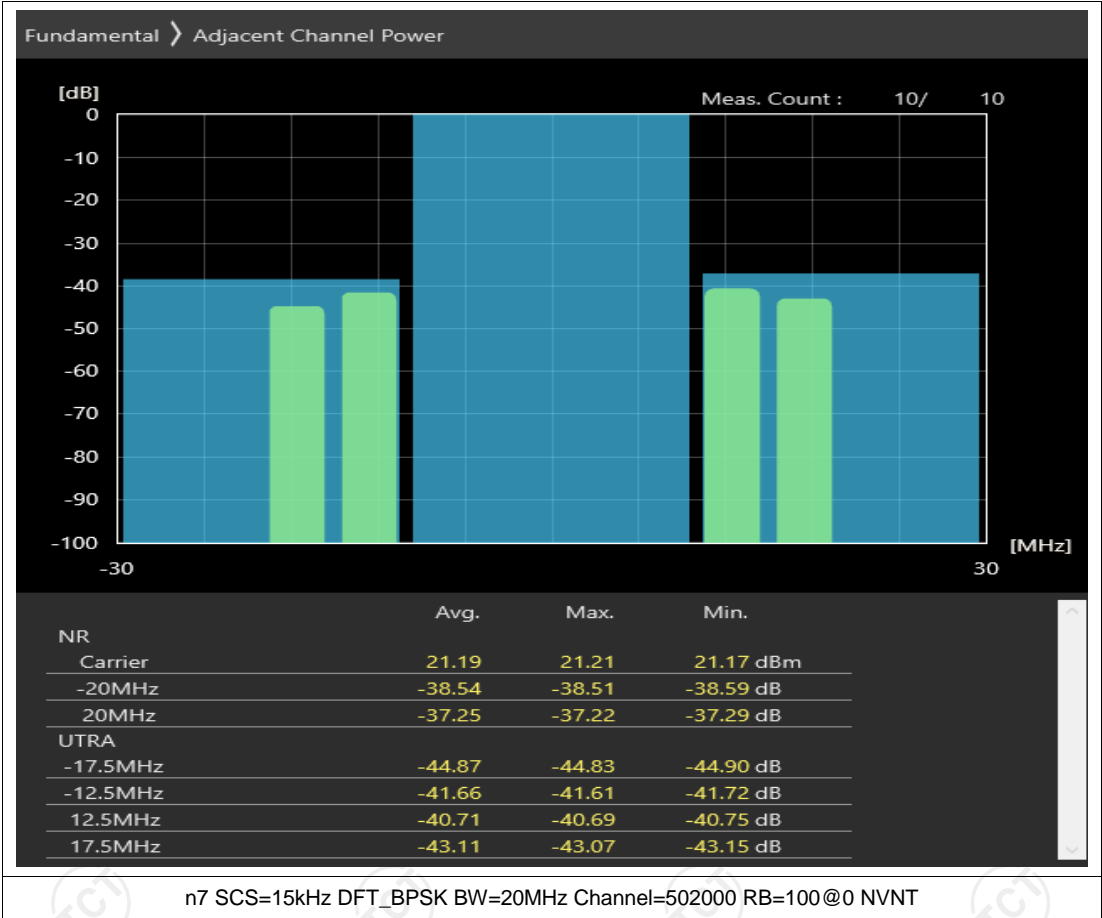 Fundamental ❯ Adjacent Channel Power
[dB]
Meas. Count : 10/ 10
0
-10
-20
-30
-40
-50
-60
-70
-80
-90
-100
[MHz]
-30 30
Avg. Max. Min.
NR
Carrier 21.19 21.21 21.17 dBm
-20MHz -38.54 -38.51 -38.59 dB
20MHz -37.25 -37.22 -37.29 dB
UTRA
-17.5MHz -44.87 -44.83 -44.90 dB
-12.5MHz -41.66 -41.61 -41.72 dB
12.5MHz -40.71 -40.69 -40.75 dB
17.5MHz -43.11 -43.07 -43.15 dB
n7 SCS=15kHz DFT_BPSK BW=20MHz Channel=502000 RB=100@0 NVNT
TCT TCT TCT TCT TCT